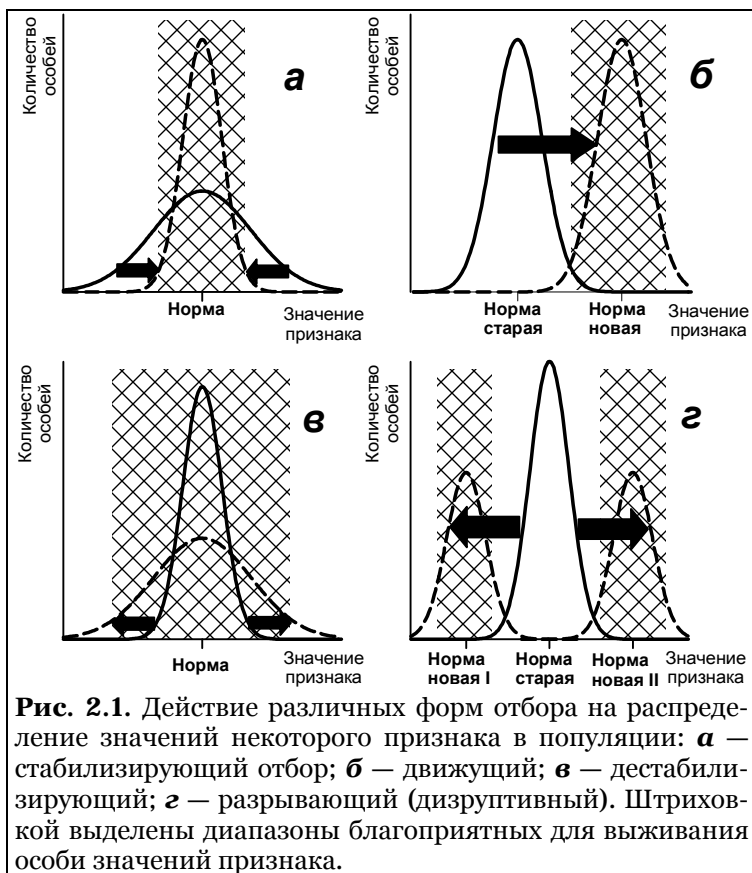 Количество
особей
а
Норма
Значение
признака
Количество
особей
б
Норма
старая
Норма
новая
Значение
признака
Количество
особей
в
Норма
Значение
признака
Количество
особей
г
Норма
новая I
Норма
старая
Норма
новая II
Значение
признака
Рис. 2.1. Действие различных форм отбора на распреде-
ление значений некоторого признака в популяции: а —
стабилизирующий отбор; б — движущий; в — дестабили-
зирующий; г — разрывающий (дизруптивный). Штрихов-
кой выделены диапазоны благоприятных для выживания
особи значений признака.